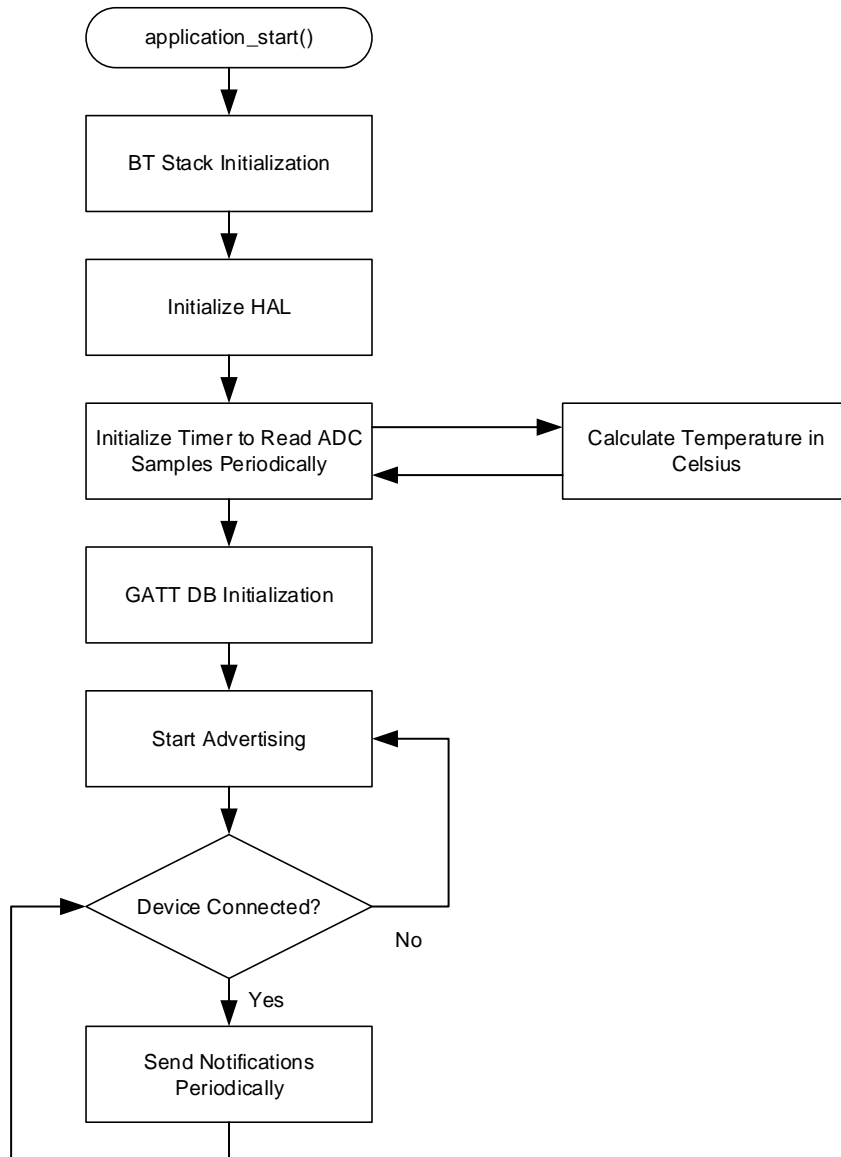 application_start()
BT Stack Initialization
Initialize HAL
Initialize Timer to Read ADC
Samples Periodically
Calculate Temperature in
Celsius
GATT DB Initialization
Start Advertising
Device Connected?
No
Yes
Send Notifications
Periodically